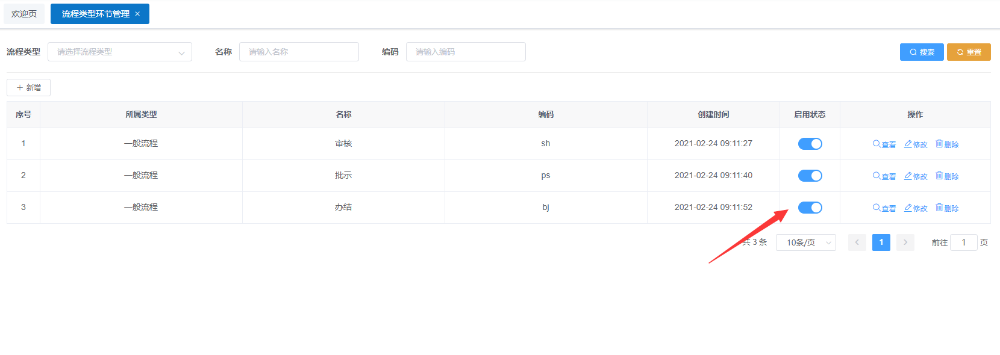 欢迎页 流程类型环节管理 ×
流程类型 请选择流程类型 名称 请输入名称 编码 请输入编码 搜索 重置
新增
序号 所属类型 名称 编码 创建时间 启用状态 操作
1 一般流程 审核 sh 2021-02-24 09:11:27 查看 修改 删除
2 一般流程 批示 ps 2021-02-24 09:11:40 查看 修改 删除
3 一般流程 办结 bj 2021-02-24 09:11:52 查看 修改 删除
共 3 条 10条/页 1 前往 1 页